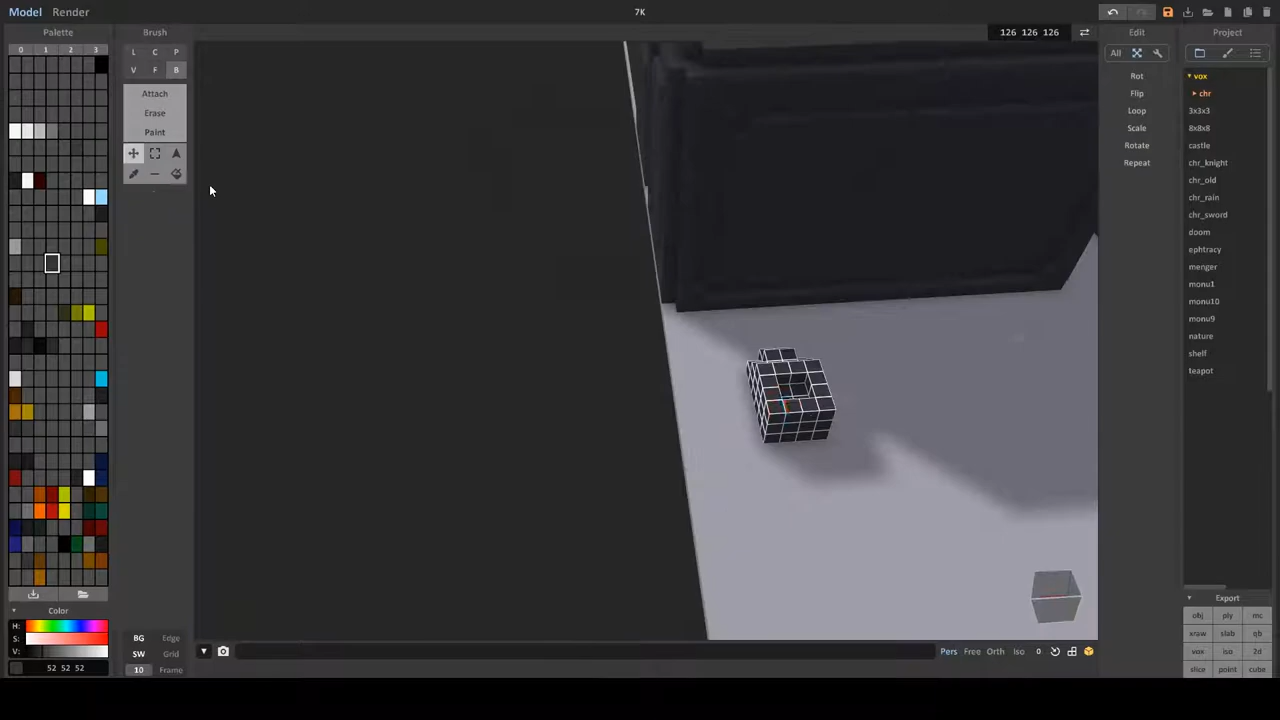 Model Render
7K
Palette
0 1 2 3
Brush
L C P
V F B
Attach
Erase
Paint
126 126 126
Edit
All
Rot
Flip
Loop
Scale
Rotate
Repeat
Project
vox
chr
3x3x3
8x8x8
castle
chr_knight
chr_old
chr_rain
chr_sword
doom
ephtracy
menger
monu1
monu10
monu9
nature
shelf
teapot
Export
obj ply mc
xraw slab qb
vox iso 2d
slice point cube
Color
H:
S:
V:
52 52 52
BG Edge
SW Grid
10 Frame
Pers Free Orth Iso 0